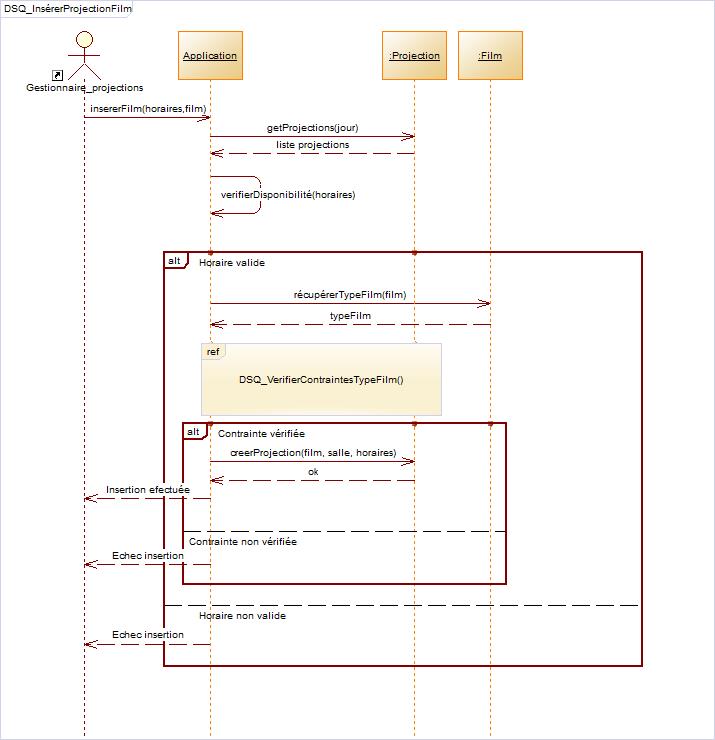 DSQ_InsérerProjectionFilm
Gestionnaire_projections
Application
:Projection
:Film
insererFilm(horaires,film)
getProjections(jour)
liste projections
verifierDisponibilité(horaires)
alt
Horaire valide
récupérerTypeFilm(film)
typeFilm
ref
DSQ_VerifierContraintesTypeFilm()
alt
Contrainte vérifiée
creerProjection(film, salle, horaires)
ok
Insertion efectuée
Contrainte non vérifiée
Echec insertion
Horaire non valide
Echec insertion